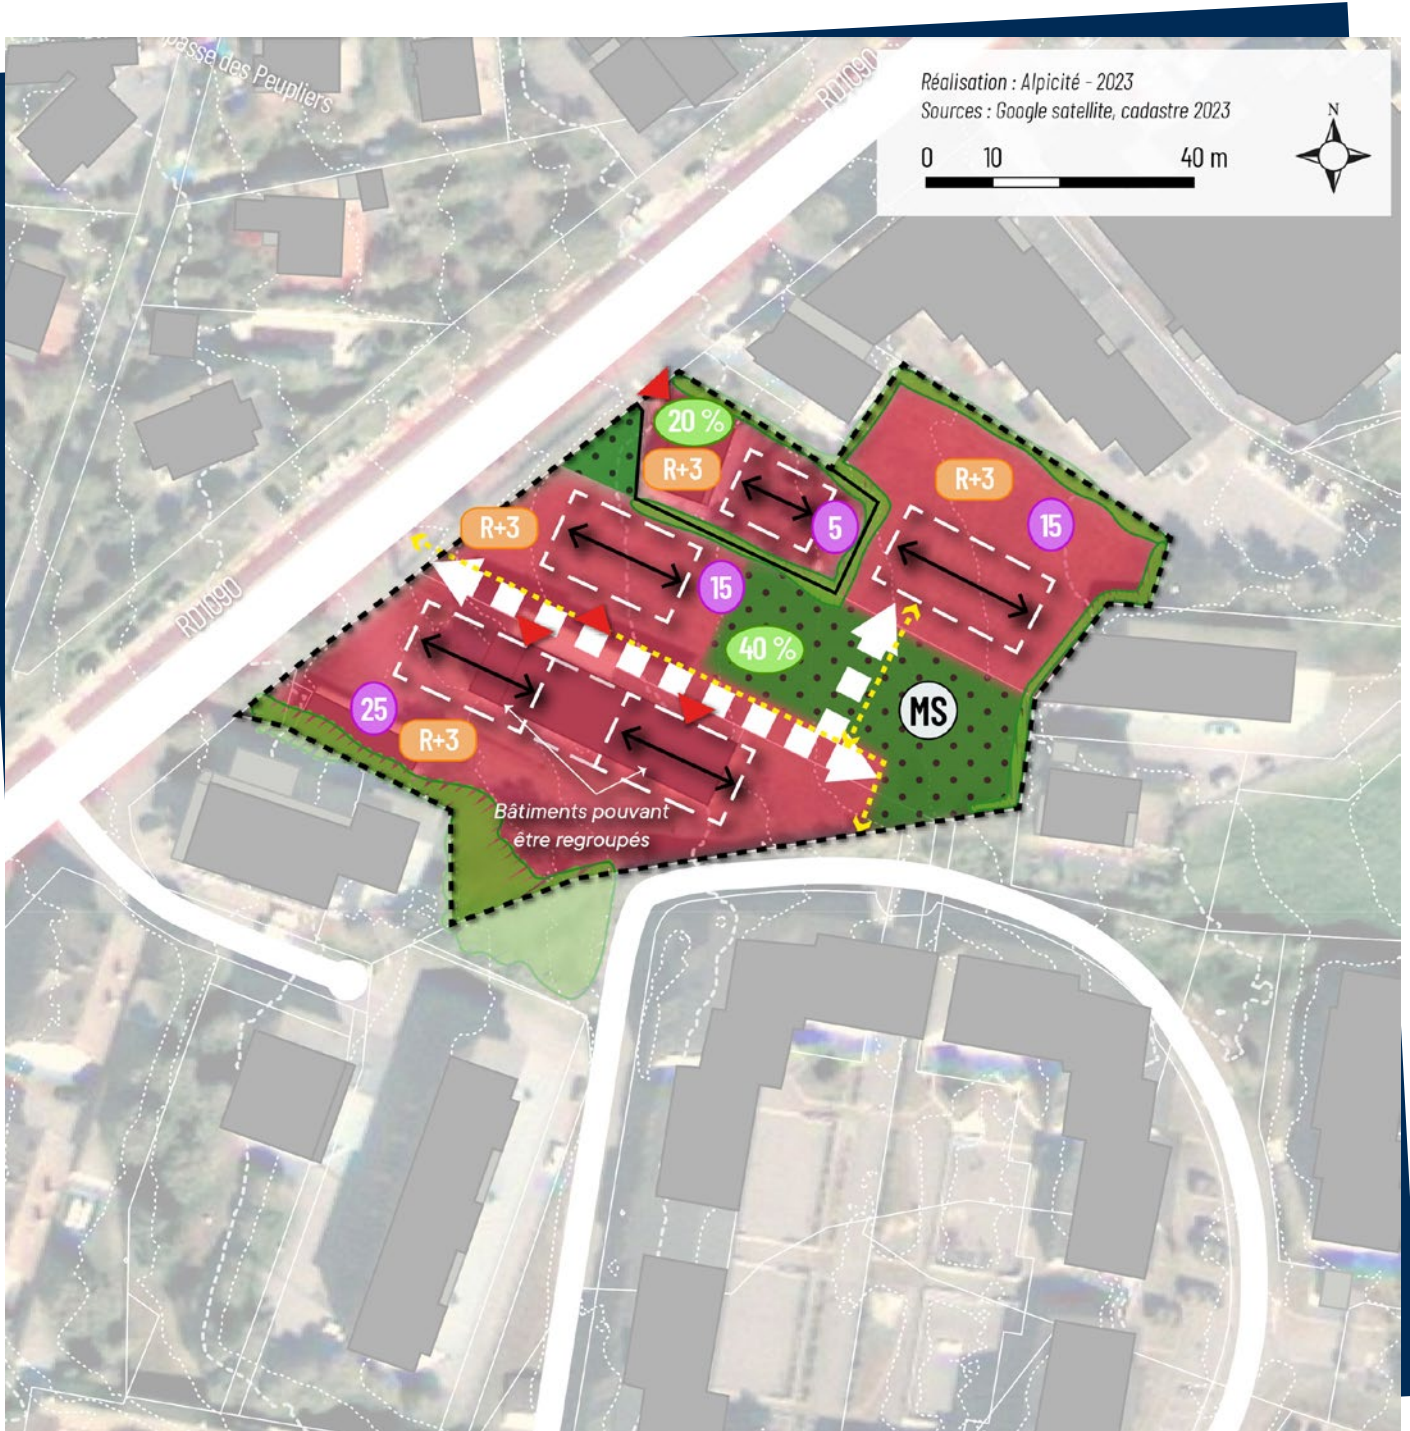 passe des Peupliers
RD1090
Réalisation : Alpicité - 2023
Sources : Google satellite, cadastre 2023
N
0 10 40 m
20 %
R+3
R+3
5
15
R+3
15
40 %
RD1090
MS
25
R+3
Bâtiments pouvant
être regroupés